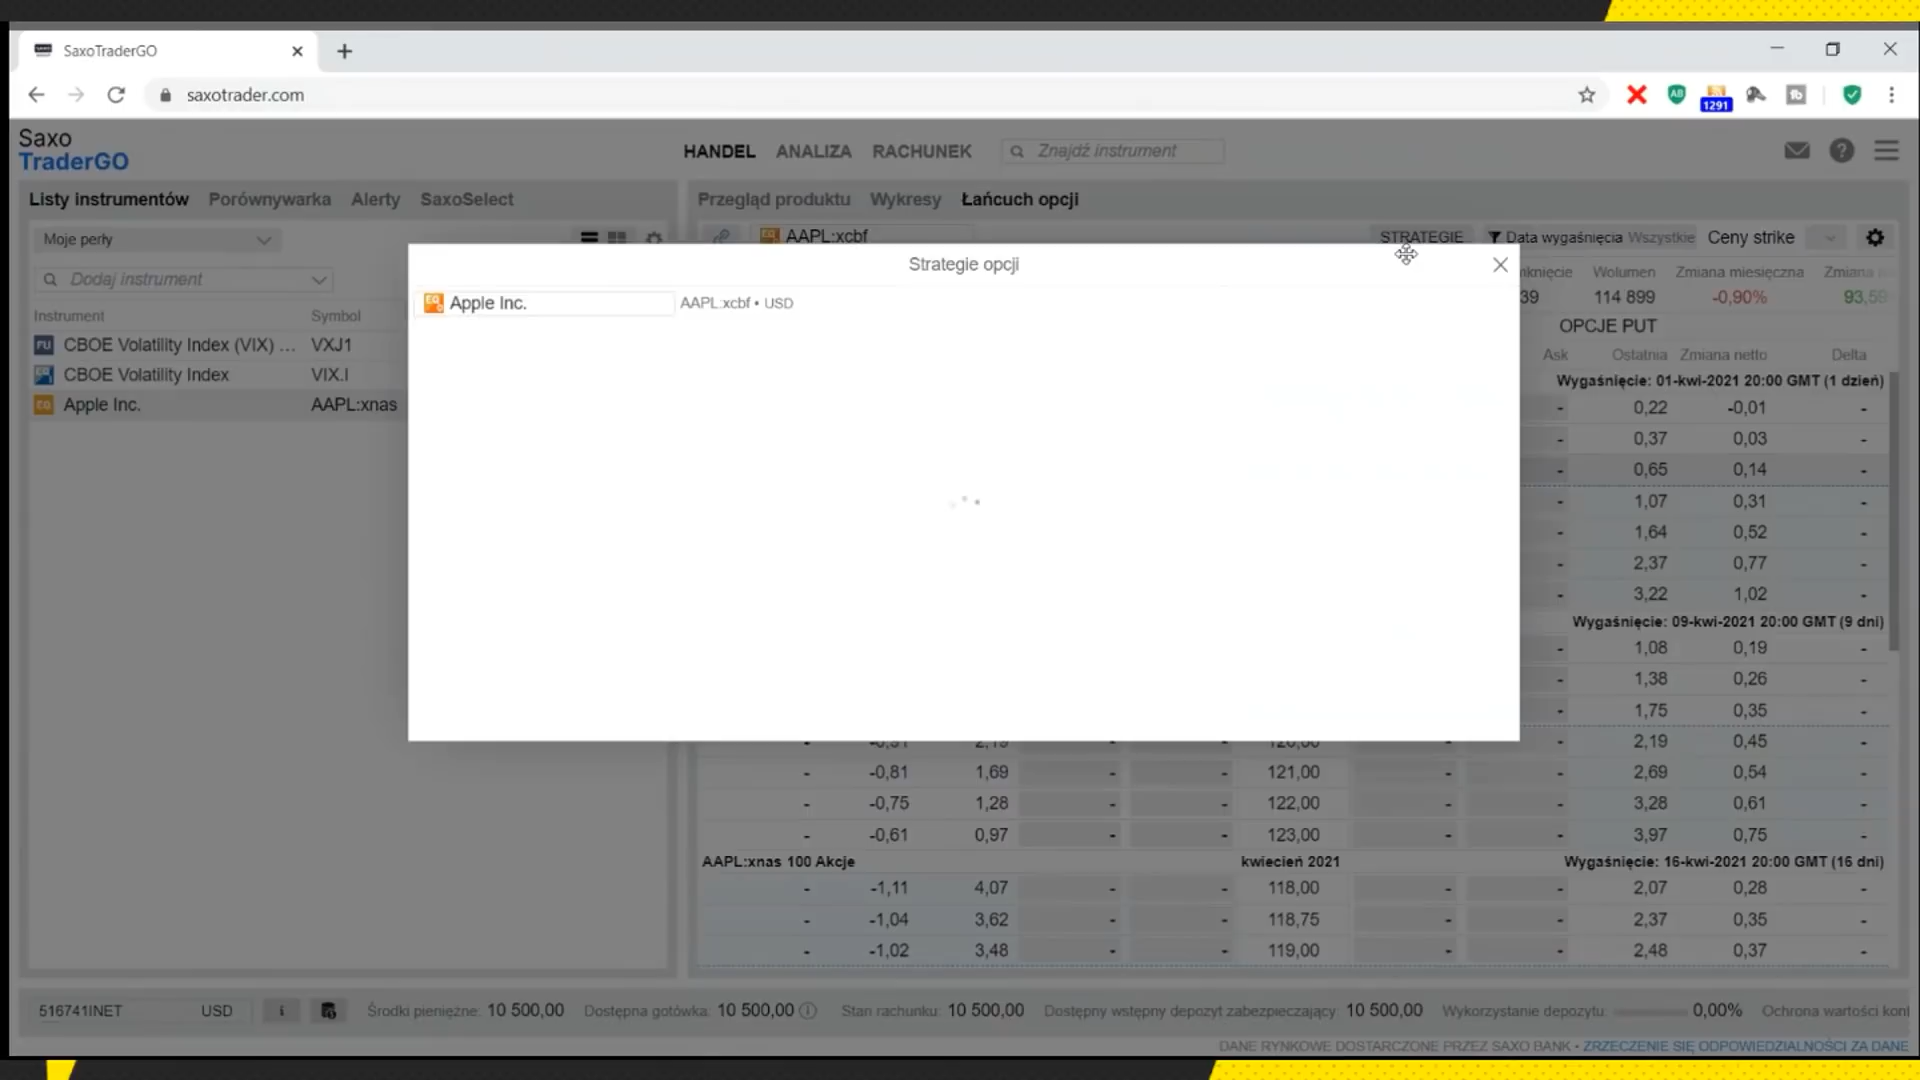 SaxoTraderGO
saxotrader.com
1291
Saxo
TraderGO
HANDEL ANALIZA RACHUNEK Znajdź instrument
Listy instrumentów Porównywarka Alerty SaxoSelect
Przegląd produktu Wykresy Łańcuch opcji
Moje perły
AAPL:xcbf STRATEGIE Data wygaśnięcia Wszystkie Ceny strike
Strategie opcji
Dodaj instrument
knięcie Wolumen Zmiana miesięczna Zmiana
39 114 899 -0,90% 93,59
Apple Inc. AAPL:xcbf • USD
Instrument Symbol
OPCJE PUT
CBOE Volatility Index (VIX) ... VXJ1
Ask Ostatnia Zmiana netto Delta
CBOE Volatility Index VIX.I
Wygaśnięcie: 01-kwi-2021 20:00 GMT (1 dzień)
Apple Inc. AAPL:xnas
- 0,22 -0,01 -
- 0,37 0,03 -
- 0,65 0,14 -
- 1,07 0,31 -
- 1,64 0,52 -
- 2,37 0,77 -
- 3,22 1,02 -
Wygaśnięcie: 09-kwi-2021 20:00 GMT (9 dni)
- 1,08 0,19 -
- 1,38 0,26 -
- 1,75 0,35 -
- 2,19 - - 120,00 - - 2,19 0,45 -
- -0,81 1,69 - - 121,00 - - 2,69 0,54 -
- -0,75 1,28 - - 122,00 - - 3,28 0,61 -
- -0,61 0,97 - - 123,00 - - 3,97 0,75 -
AAPL:xnas 100 Akcje kwiecień 2021 Wygaśnięcie: 16-kwi-2021 20:00 GMT (16 dni)
- -1,11 4,07 - - 118,00 - - 2,07 0,28 -
- -1,04 3,62 - - 118,75 - - 2,37 0,35 -
- -1,02 3,48 - - 119,00 - - 2,48 0,37 -
516741INET USD Środki pieniężne: 10 500,00 Dostępna gotówka: 10 500,00 Stan rachunku: 10 500,00 Dostępny wstępny depozyt zabezpieczający: 10 500,00 Wykorzystanie depozytu: 0,00% Ochrona wartości kont
DANE RYNKOWE DOSTARCZONE PRZEZ SAXO BANK • ZRZECZENIE SIĘ ODPOWIEDZIALNOŚCI ZA DANE